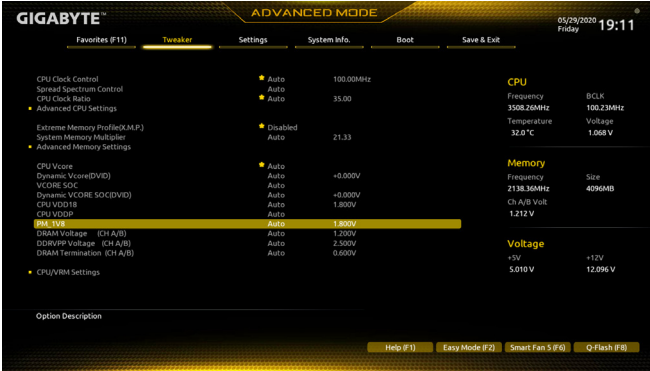 GIGABYTE™
ADVANCED MODE
05/29/2020 Friday 19:11
Favorites (F11) Tweaker Settings System Info. Boot Save & Exit
CPU Clock Control Auto 100.00MHz
Spread Spectrum Control Auto
CPU Clock Ratio Auto 35.00
Advanced CPU Settings
Extreme Memory Profile(X.M.P.) Disabled
System Memory Multiplier Auto 21.33
Advanced Memory Settings
CPU Vcore Auto
Dynamic Vcore(DVID) Auto +0.000V
VCORE SOC Auto
Dynamic VCORE SOC(DVID) Auto +0.000V
CPU VDD18 Auto 1.800V
CPU VDDP Auto
PM_1V8 Auto 1.800V
DRAM Voltage (CH A/B) Auto 1.200V
DDRVPP Voltage (CH A/B) Auto 2.500V
DRAM Termination (CH A/B) Auto 0.600V
CPU/VRM Settings
CPU
Frequency BCLK
3508.26MHz 100.23MHz
Temperature Voltage
32.0 °C 1.068 V
Memory
Frequency Size
2138.36MHz 4096MB
Ch A/B Volt
1.212 V
Voltage
+5V +12V
5.010 V 12.096 V
Option Description
Help (F1) Easy Mode (F2) Smart Fan 5 (F6) Q-Flash (F8)